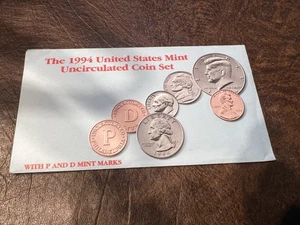 The 1994 United States Mint
Uncirculated Coin Set
D
P
WITH P AND D MINT MARKS